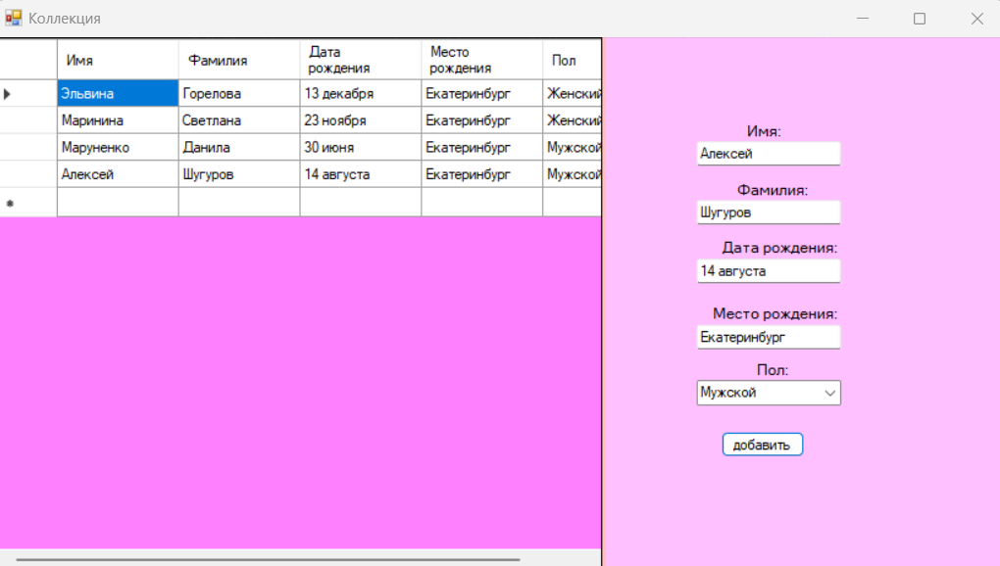 Коллекция
Имя Фамилия Дата рождения Место рождения Пол
Эльвина Горелова 13 декабря Екатеринбург Женский
Маринина Светлана 23 ноября Екатеринбург Женский
Маруненко Данила 30 июня Екатеринбург Мужской
Алексей Шугуров 14 августа Екатеринбург Мужской
Имя:
Алексей
Фамилия:
Шугуров
Дата рождения:
14 августа
Место рождения:
Екатеринбург
Пол:
Мужской
добавить